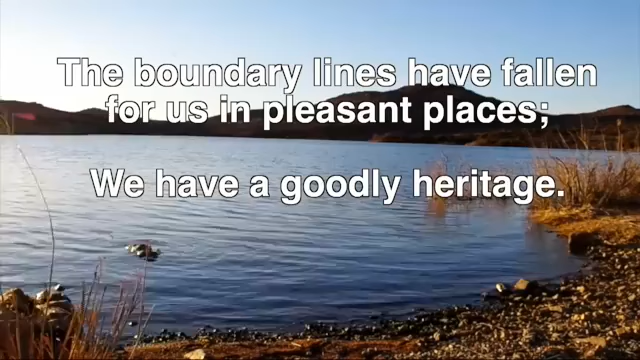 The boundary lines have fallen
for us in pleasant places;
We have a goodly heritage.